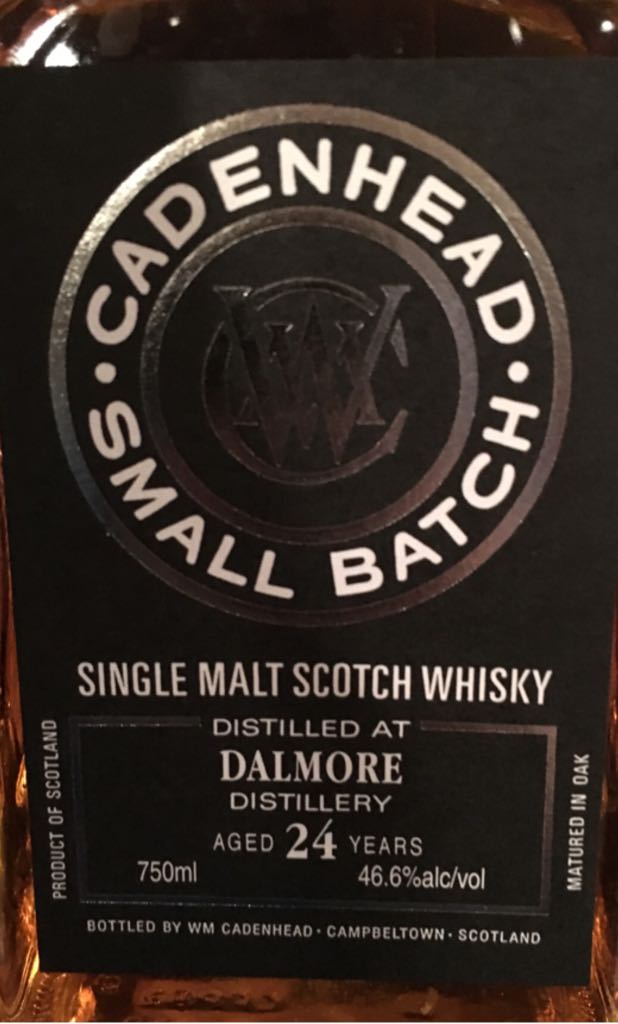 CADENHEAD
· SMALL BATCH ·
WC
SINGLE MALT SCOTCH WHISKY
DISTILLED AT
DALMORE
DISTILLERY
AGED 24 YEARS
750ml 46.6%alc/vol
PRODUCT OF SCOTLAND
MATURED IN OAK
BOTTLED BY WM CADENHEAD · CAMPBELTOWN · SCOTLAND